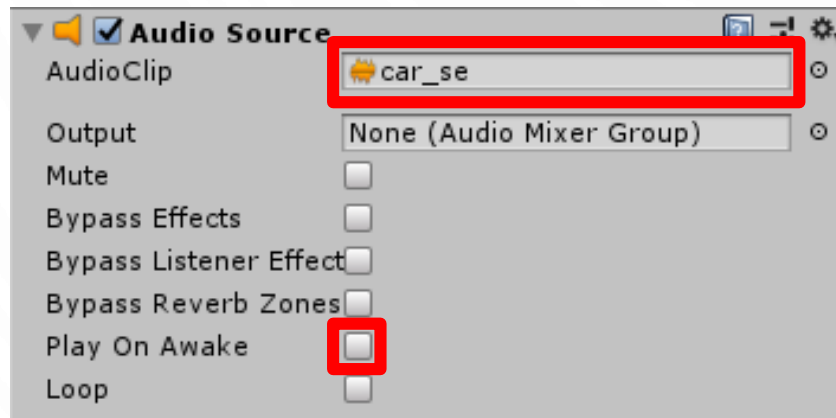 Audio Source
AudioClip car_se
Output None (Audio Mixer Group)
Mute
Bypass Effects
Bypass Listener Effect
Bypass Reverb Zones
Play On Awake
Loop